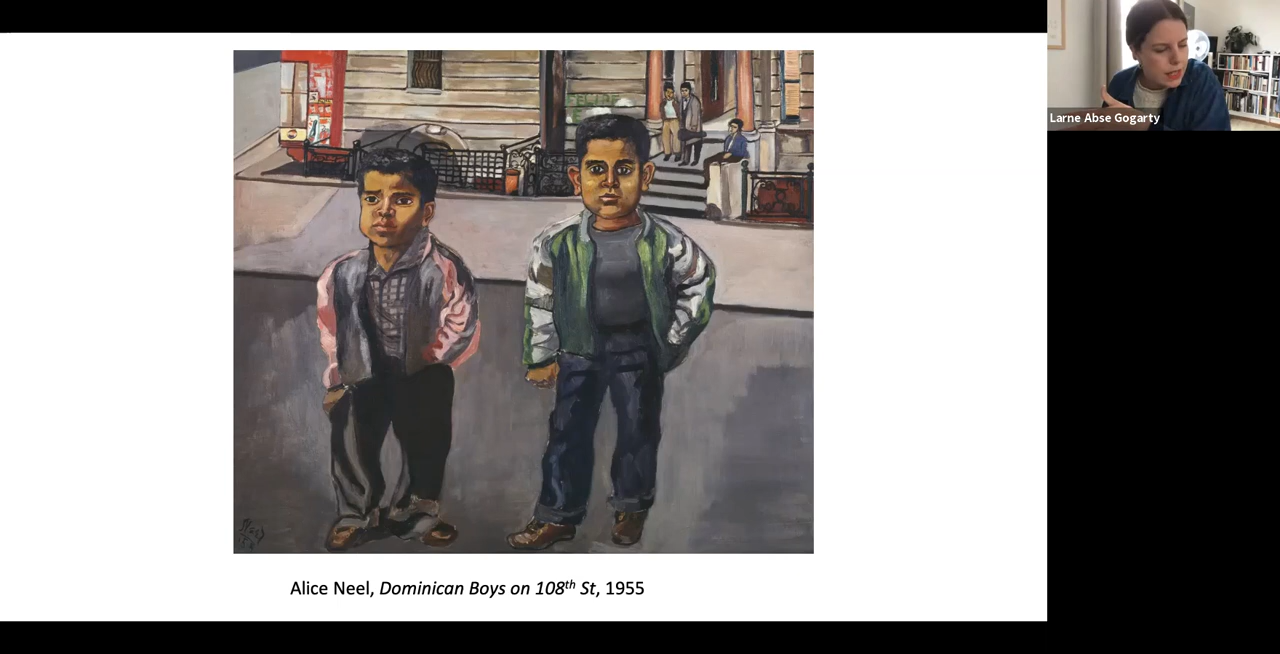 Larne Abse Gogarty
Alice Neel, Dominican Boys on 108th St, 1955